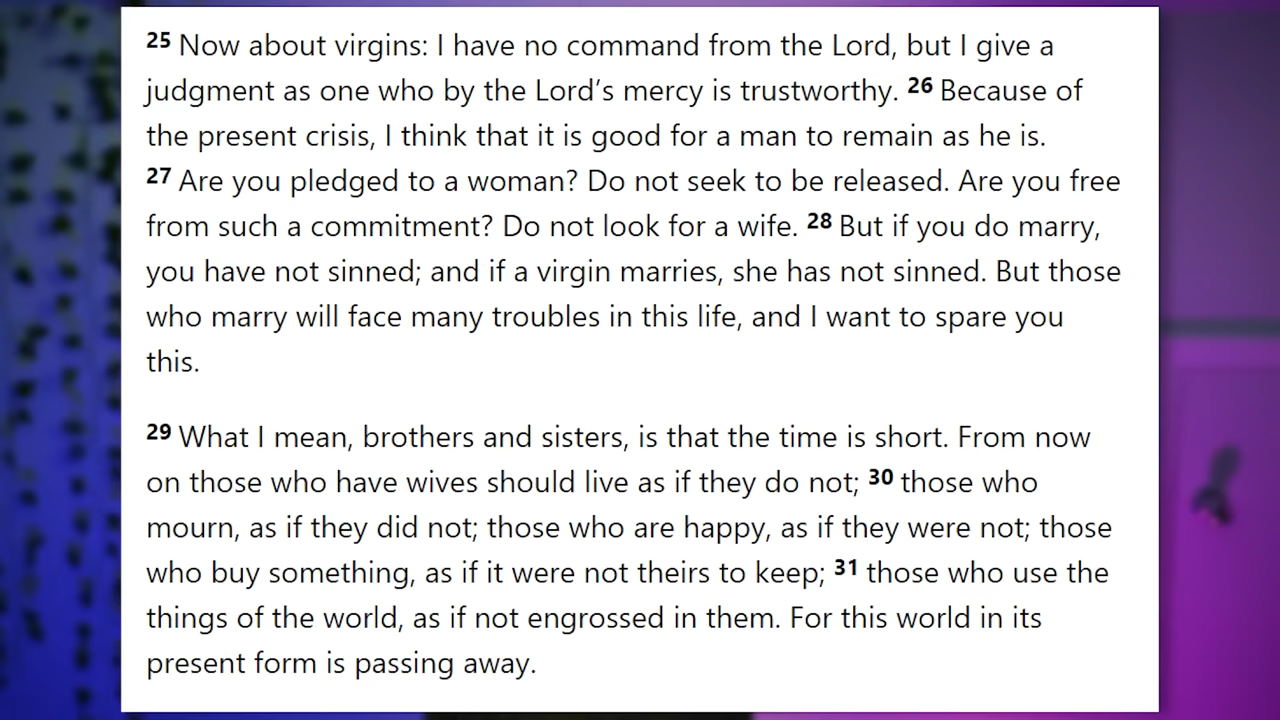 25 Now about virgins: I have no command from the Lord, but I give a
judgment as one who by the Lord’s mercy is trustworthy. 26 Because of
the present crisis, I think that it is good for a man to remain as he is.
27 Are you pledged to a woman? Do not seek to be released. Are you free
from such a commitment? Do not look for a wife. 28 But if you do marry,
you have not sinned; and if a virgin marries, she has not sinned. But those
who marry will face many troubles in this life, and I want to spare you
this.
29 What I mean, brothers and sisters, is that the time is short. From now
on those who have wives should live as if they do not; 30 those who
mourn, as if they did not; those who are happy, as if they were not; those
who buy something, as if it were not theirs to keep; 31 those who use the
things of the world, as if not engrossed in them. For this world in its
present form is passing away.